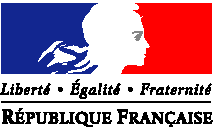 Liberté • Égalité • Fraternité
RÉPUBLIQUE FRANÇAISE